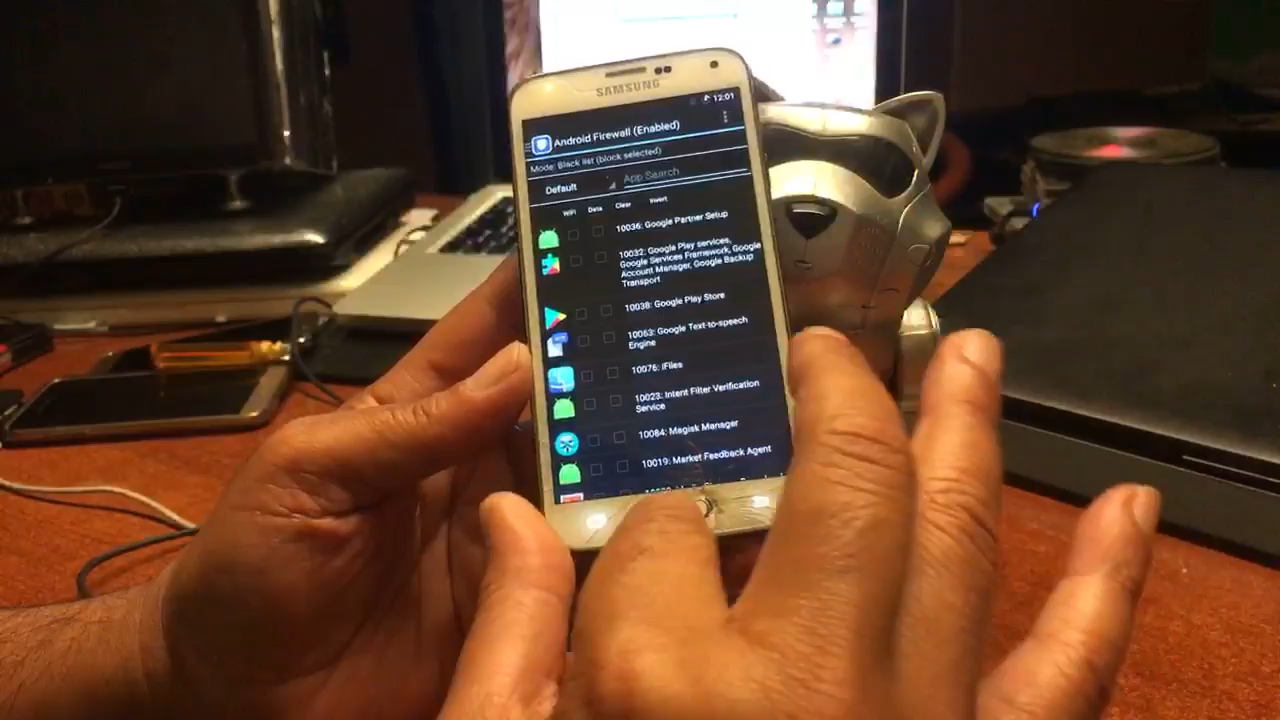 SAMSUNG
12:01
Android Firewall (Enabled)
Mode: Black list (block selected)
Default
App Search
WiFi Data Clear Invert
10036: Google Partner Setup
10032: Google Play services,
Google Services Framework, Google
Account Manager, Google Backup
Transport
10038: Google Play Store
10063: Google Text-to-speech
Engine
10076: iFiles
10023: Intent Filter Verification
Service
10084: Magisk Manager
10019: Market Feedback Agent